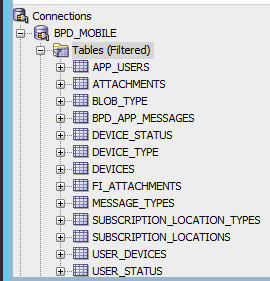 Connections
BPD_MOBILE
Tables (Filtered)
APP_USERS
ATTACHMENTS
BLOB_TYPE
BPD_APP_MESSAGES
DEVICE_STATUS
DEVICE_TYPE
DEVICES
FI_ATTACHMENTS
MESSAGE_TYPES
SUBSCRIPTION_LOCATION_TYPES
SUBSCRIPTION_LOCATIONS
USER_DEVICES
USER_STATUS